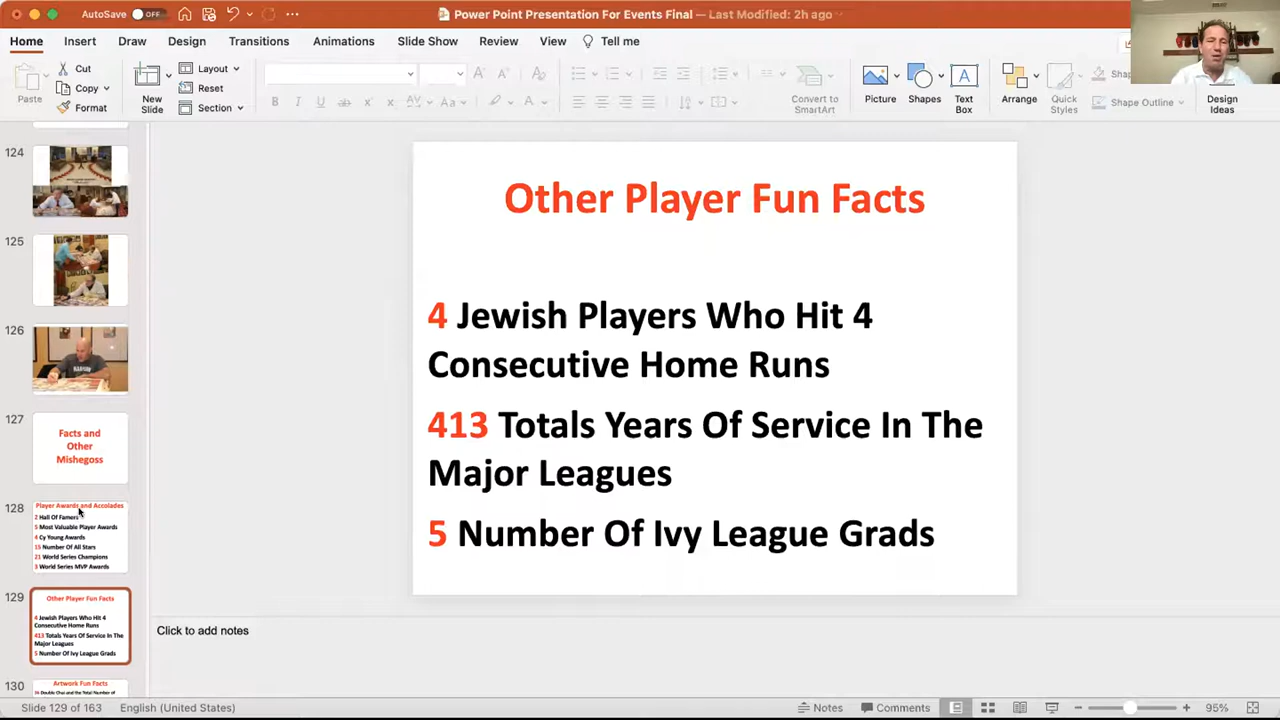 AutoSave OFF
Power Point Presentation For Events Final — Last Modified: 2h ago
Home Insert Draw Design Transitions Animations Slide Show Review View Tell me
Paste
Cut
Copy
Format
New Slide
Layout
Reset
Section
Convert to SmartArt
Picture
Shapes
Text Box
Arrange
Quick Styles
Shape Outline
Design Ideas
124
125
126
127
Facts and
Other
Mishegoss
128
Player Awards and Accolades
2 Hall Of Famers
5 Most Valuable Player Awards
4 Cy Young Awards
15 Number Of All Stars
21 World Series Champions
3 World Series MVP Awards
129
Other Player Fun Facts
4 Jewish Players Who Hit 4
Consecutive Home Runs
413 Totals Years Of Service In The
Major Leagues
5 Number Of Ivy League Grads
130
Artwork Fun Facts
36 Double Chai and the Total Number of
Other Player Fun Facts
4 Jewish Players Who Hit 4
Consecutive Home Runs
413 Totals Years Of Service In The
Major Leagues
5 Number Of Ivy League Grads
Click to add notes
Slide 129 of 163 English (United States) Notes Comments 95%